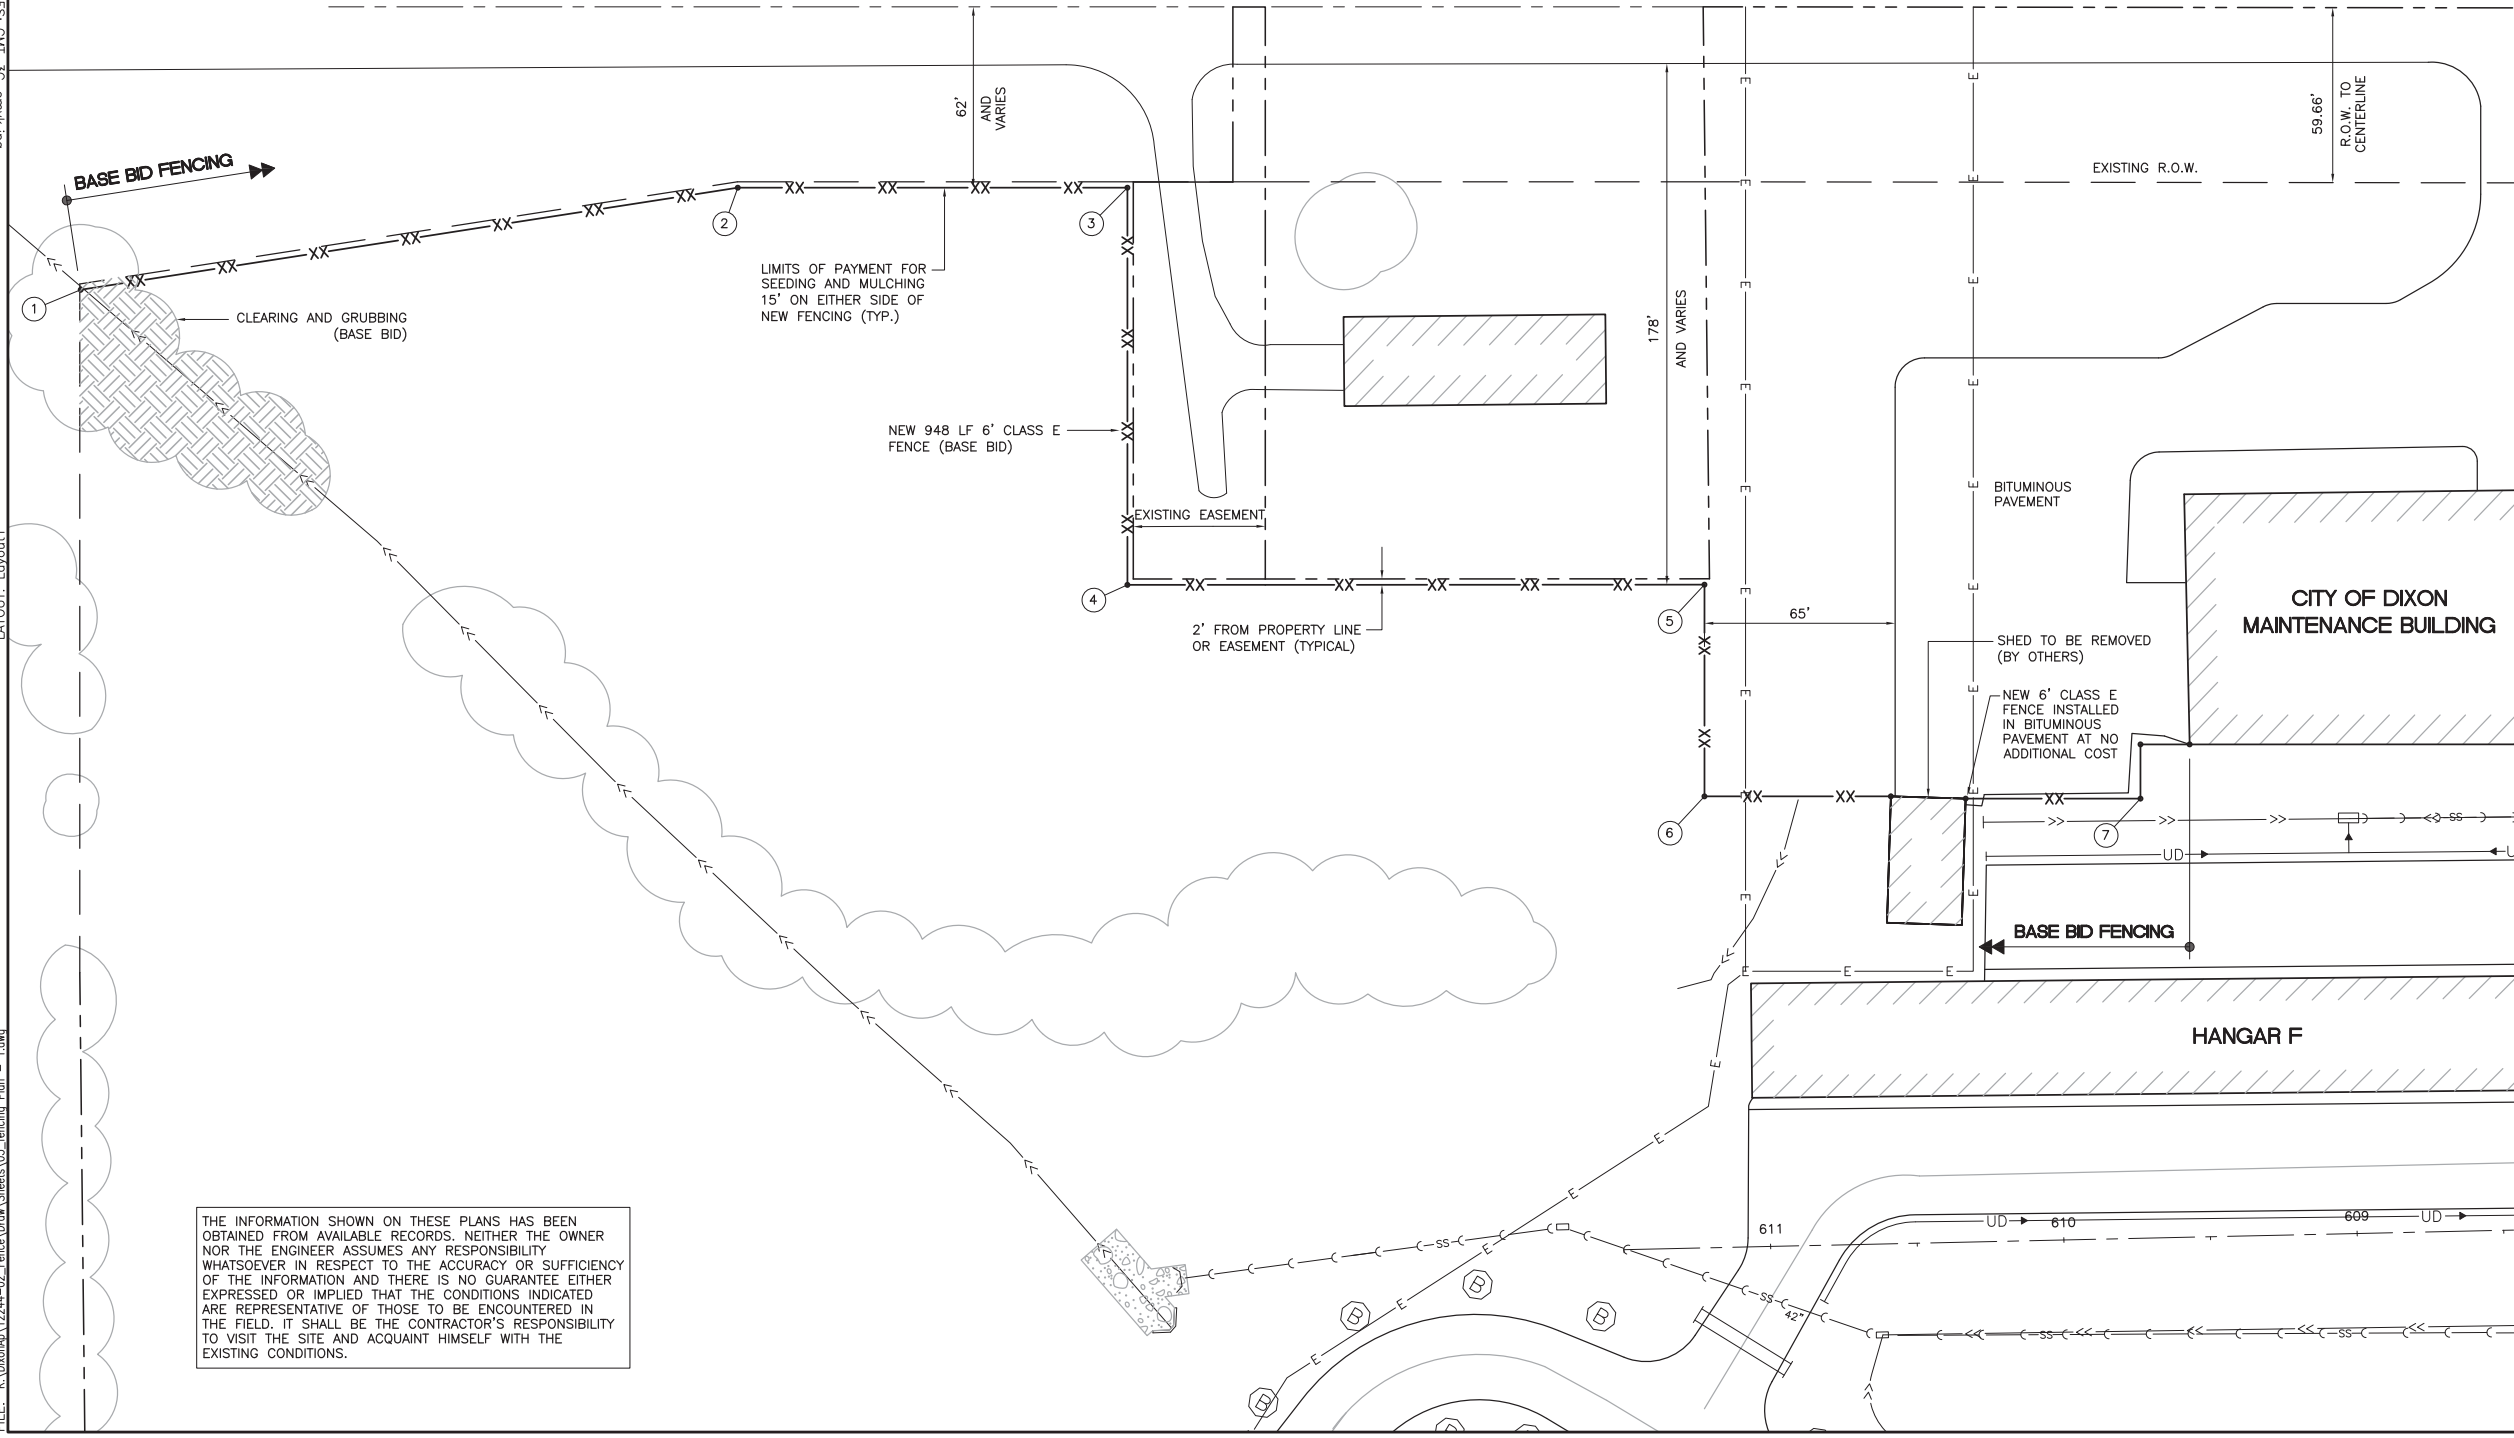 62'
AND
VARIES
59.66'
R.O.W. TO
CENTERLINE
BASE BID FENCING
EXISTING R.O.W.
1
2
3
CLEARING AND GRUBBING
(BASE BID)
LIMITS OF PAYMENT FOR
SEEDING AND MULCHING
15' ON EITHER SIDE OF
NEW FENCING (TYP.)
178'
AND VARIES
NEW 948 LF 6' CLASS E
FENCE (BASE BID)
EXISTING EASEMENT
BITUMINOUS
PAVEMENT
CITY OF DIXON
MAINTENANCE BUILDING
4
5
65'
2' FROM PROPERTY LINE
OR EASEMENT (TYPICAL)
SHED TO BE REMOVED
(BY OTHERS)
NEW 6' CLASS E
FENCE INSTALLED
IN BITUMINOUS
PAVEMENT AT NO
ADDITIONAL COST
6
7
SS
UD
BASE BID FENCING
E E E
HANGAR F
THE INFORMATION SHOWN ON THESE PLANS HAS BEEN
OBTAINED FROM AVAILABLE RECORDS. NEITHER THE OWNER
NOR THE ENGINEER ASSUMES ANY RESPONSIBILITY
WHATSOEVER IN RESPECT TO THE ACCURACY OR SUFFICIENCY
OF THE INFORMATION AND THERE IS NO GUARANTEE EITHER
EXPRESSED OR IMPLIED THAT THE CONDITIONS INDICATED
ARE REPRESENTATIVE OF THOSE TO BE ENCOUNTERED IN
THE FIELD. IT SHALL BE THE CONTRACTOR'S RESPONSIBILITY
TO VISIT THE SITE AND ACQUAINT HIMSELF WITH THE
EXISTING CONDITIONS.
611
UD
610
609
UD
SS
SS
42"
SS
SS
B
B
B
B